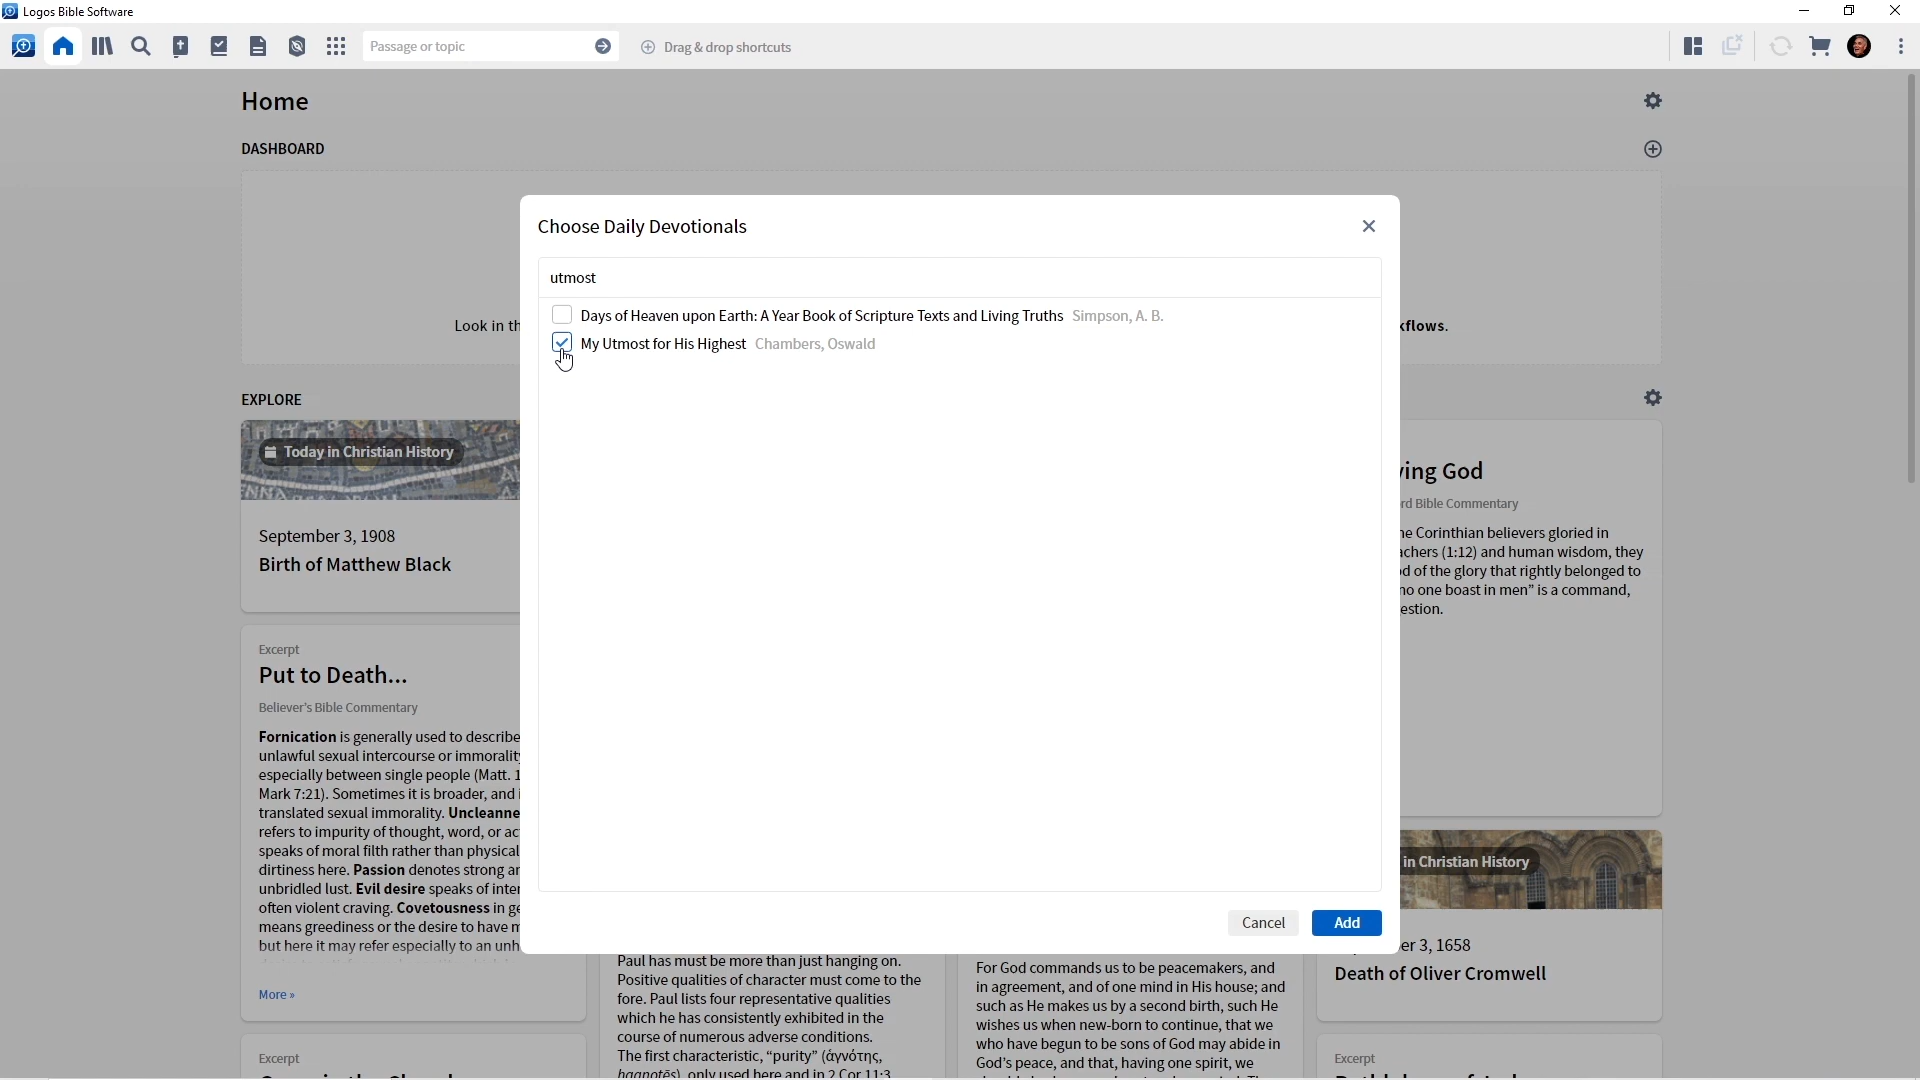 Logos Bible Software
Passage or topic
Drag & drop shortcuts
Home
DASHBOARD
Look in th
kflows.
Choose Daily Devotionals
utmost
Days of Heaven upon Earth: A Year Book of Scripture Texts and Living Truths Simpson, A. B.
My Utmost for His Highest Chambers, Oswald
Cancel
Add
EXPLORE
Today in Christian History
September 3, 1908
Birth of Matthew Black
Excerpt
Put to Death...
Believer's Bible Commentary
Fornication is generally used to describe
unlawful sexual intercourse or immorality
especially between single people (Matt. 1
Mark 7:21). Sometimes it is broader, and i
translated sexual immorality. Uncleanne
refers to impurity of thought, word, or ac
speaks of moral filth rather than physical
dirtiness here. Passion denotes strong an
unbridled lust. Evil desire speaks of inten
often violent craving. Covetousness in ge
means greediness or the desire to have m
but here it may refer especially to an unh
More »
Excerpt
Paul has must be more than just hanging on.
Positive qualities of character must come to the
fore. Paul lists four representative qualities
which he has consistently exhibited in the
course of numerous adverse conditions.
The first characteristic, “purity” (ἁγνότης,
hagnotēs), only used here and in 2 Cor 11:3
For God commands us to be peacemakers, and
in agreement, and of one mind in His house; and
such as He makes us by a second birth, such He
wishes us when new-born to continue, that we
who have begun to be sons of God may abide in
God's peace, and that, having one spirit, we
ving God
rd Bible Commentary
he Corinthian believers gloried in
achers (1:12) and human wisdom, they
d of the glory that rightly belonged to
no one boast in men” is a command,
estion.
in Christian History
er 3, 1658
Death of Oliver Cromwell
Excerpt